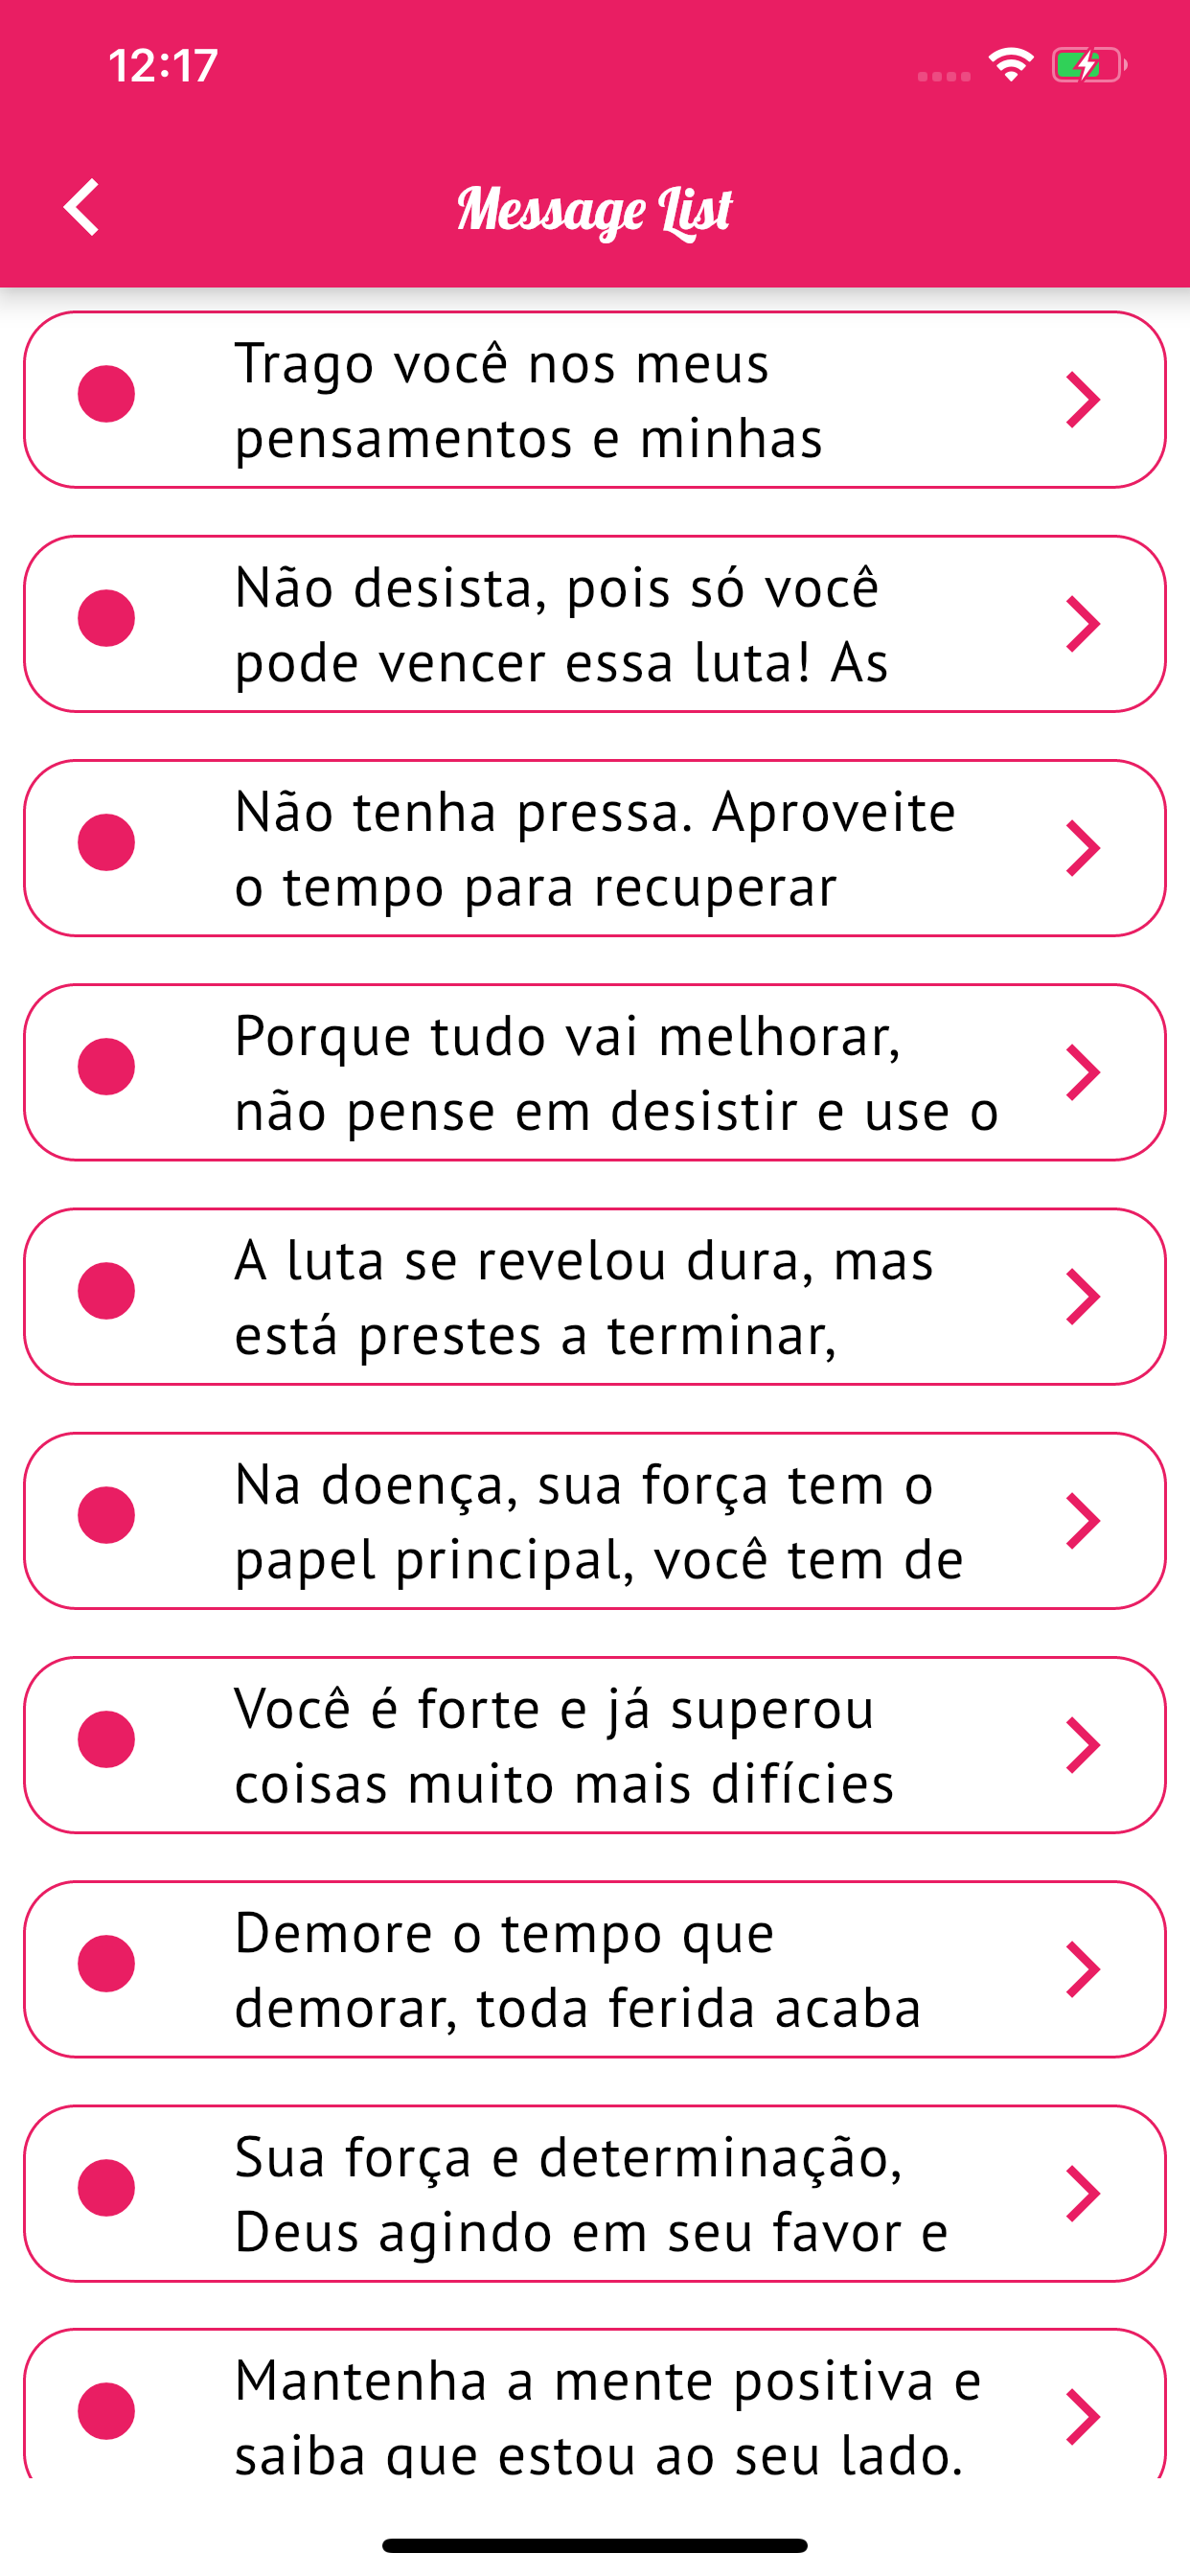 12:17
Message List
Trago você nos meus
pensamentos e minhas
Não desista, pois só você
pode vencer essa luta! As
Não tenha pressa. Aproveite
o tempo para recuperar
Porque tudo vai melhorar,
não pense em desistir e use o
A luta se revelou dura, mas
está prestes a terminar,
Na doença, sua força tem o
papel principal, você tem de
Você é forte e já superou
coisas muito mais difícies
Demore o tempo que
demorar, toda ferida acaba
Sua força e determinação,
Deus agindo em seu favor e
Mantenha a mente positiva e
saiba que estou ao seu lado.